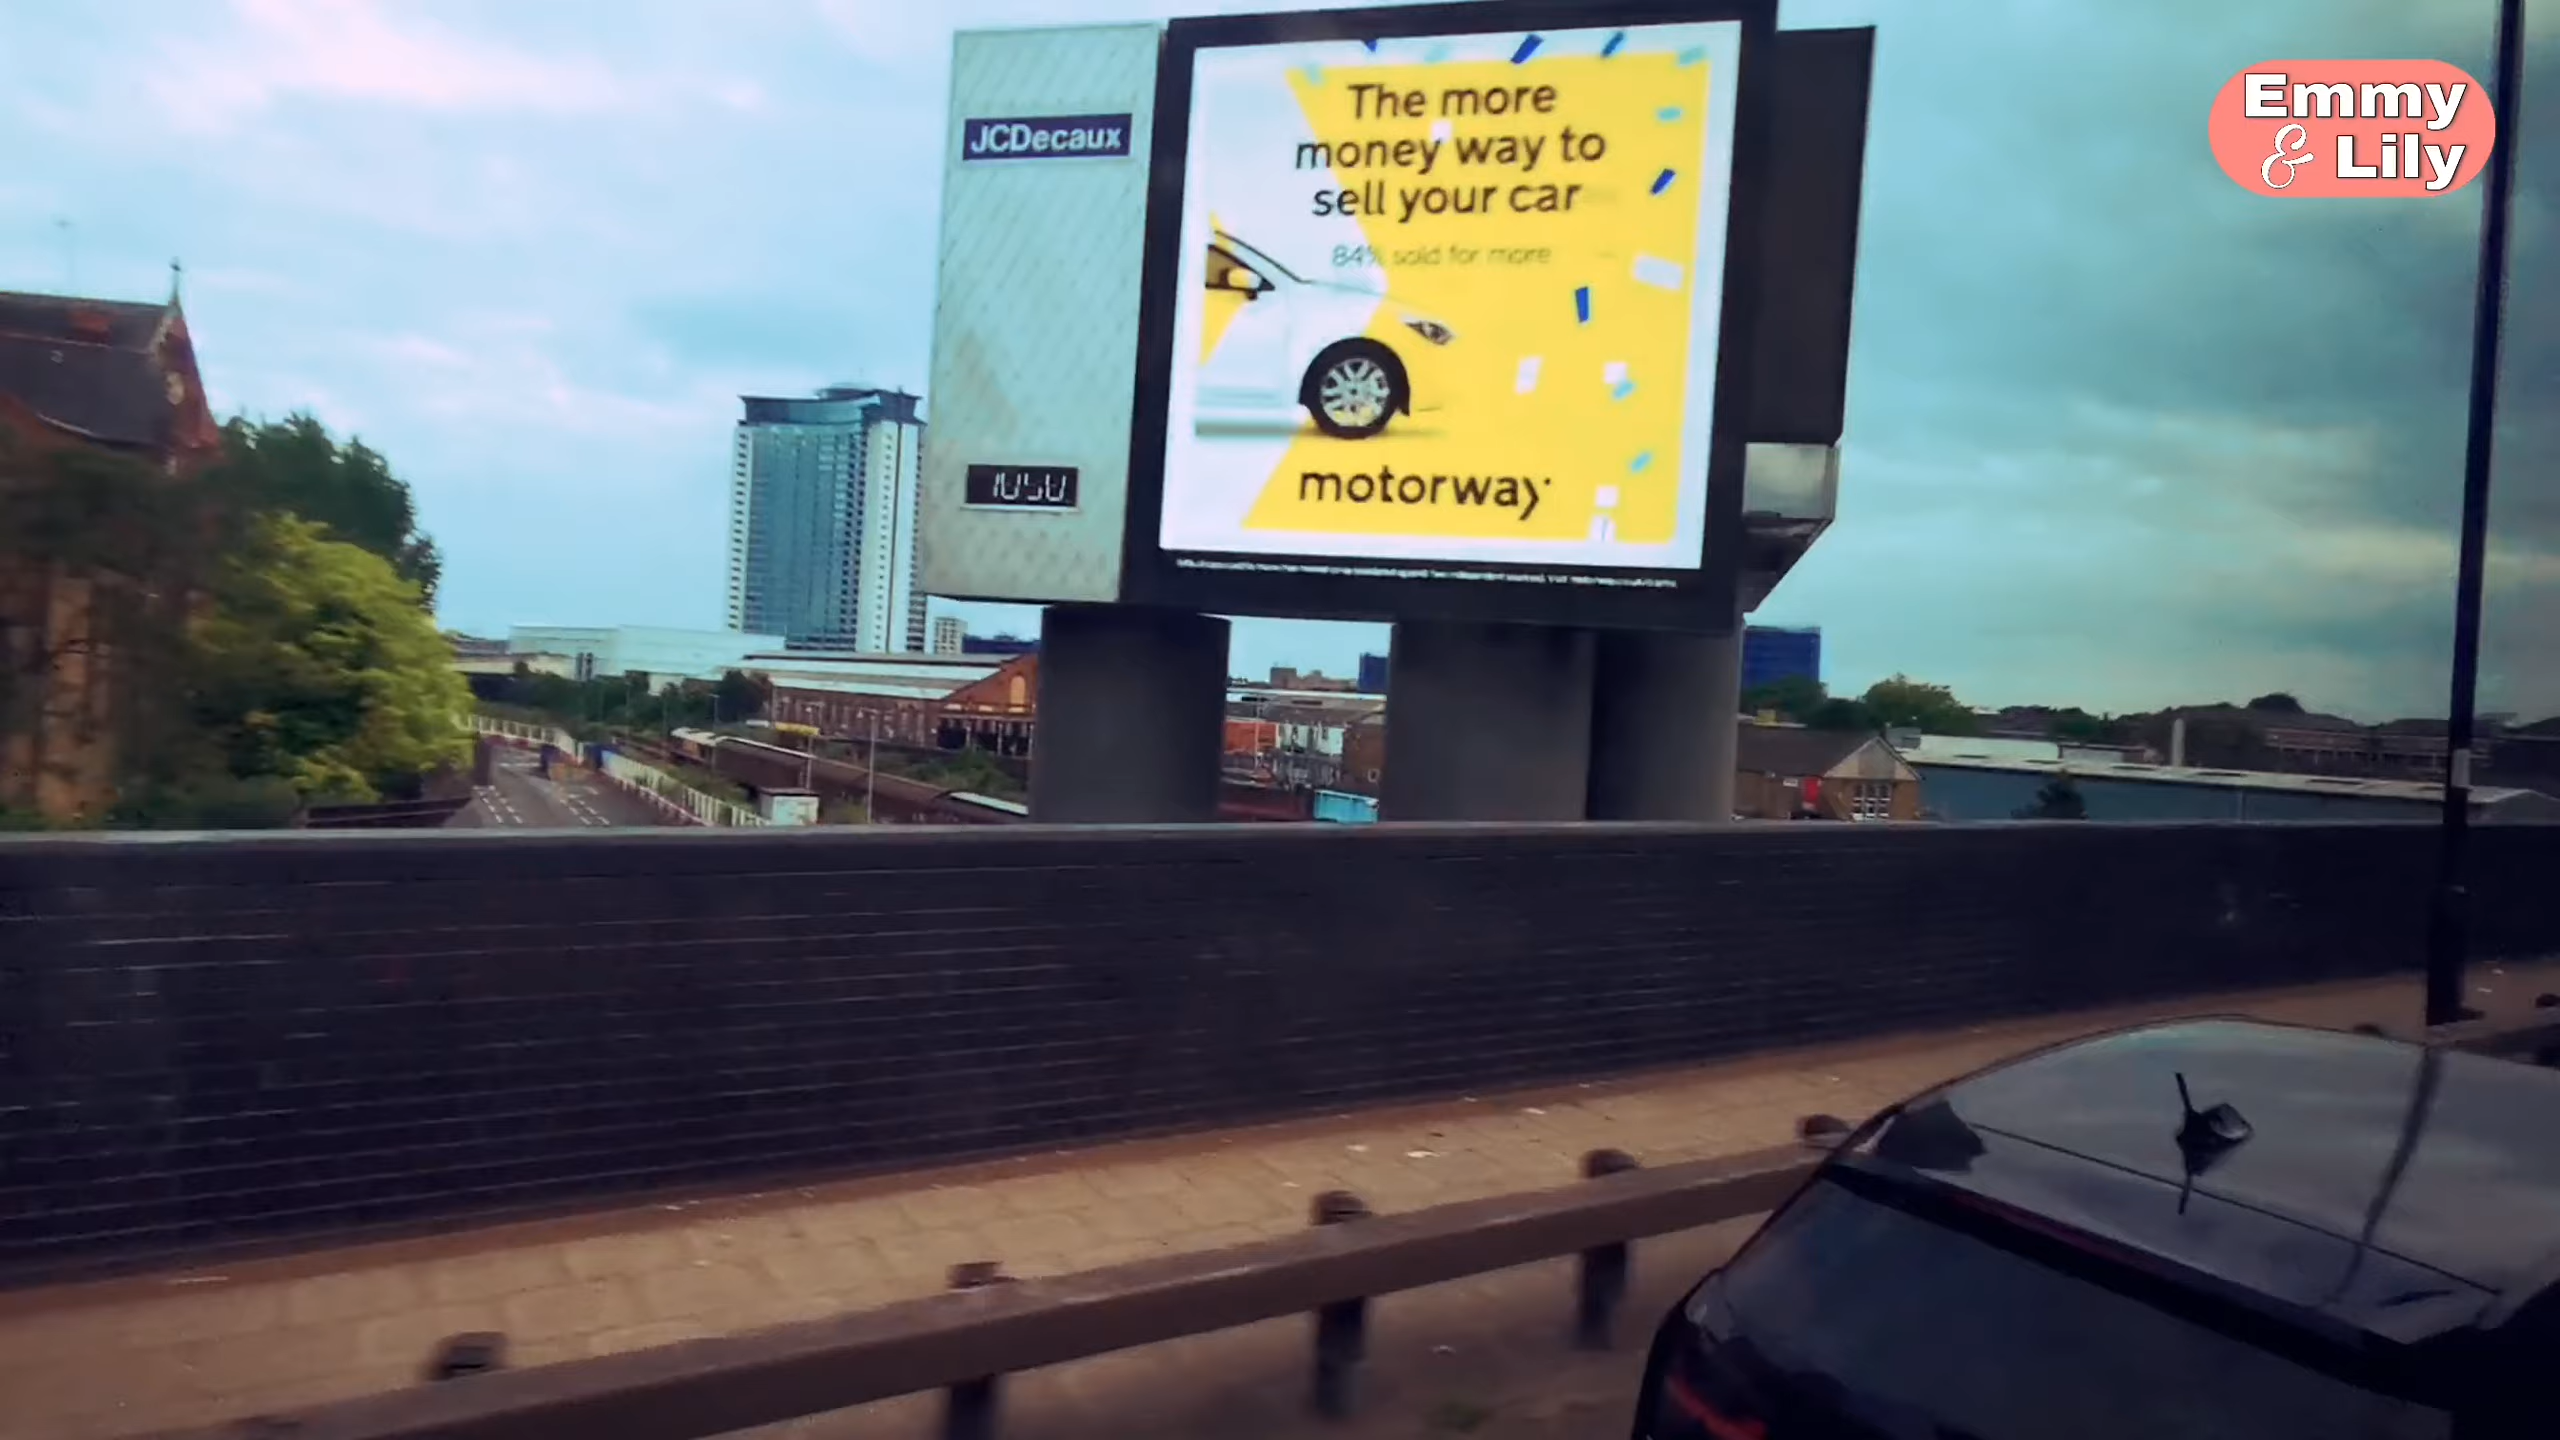 JCDecaux
The more
money way to
sell your car
84% sold for more
motorway
Emmy
& Lily